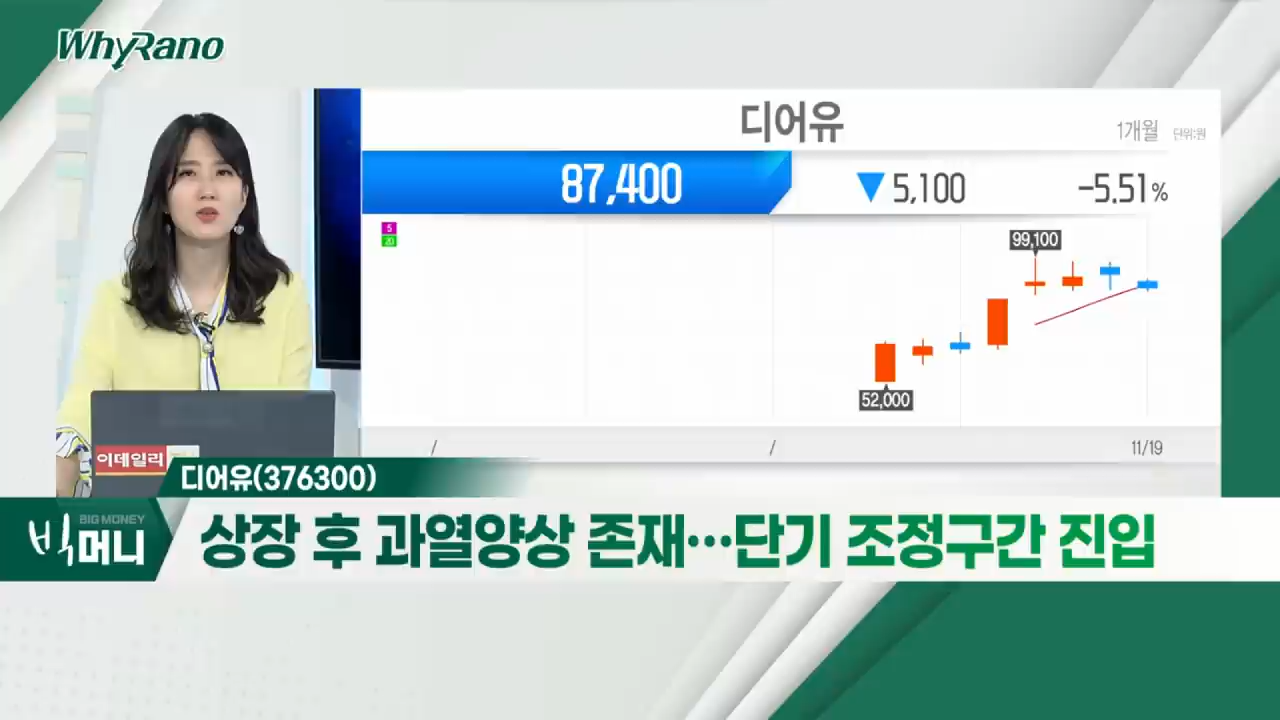 WhyRano
디어유
1개월 단위:원
87,400 ▼5,100 -5.51%
5
20
99,100
52,000
/ / 11/19
이데일리
디어유(376300)
BIG MONEY
빅머니
상장 후 과열양상 존재…단기 조정구간 진입